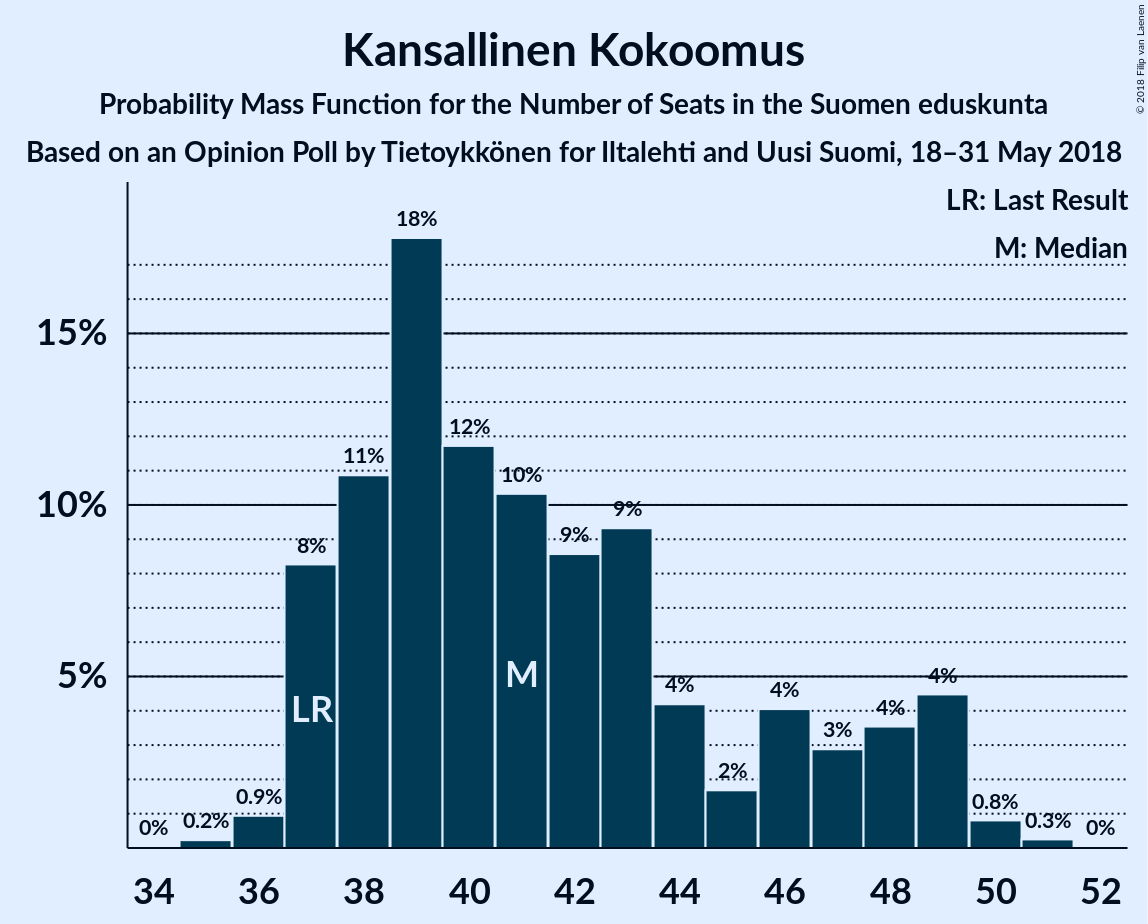 Kansallinen Kokoomus
Probability Mass Function for the Number of Seats in the Suomen eduskunta
Based on an Opinion Poll by Tietoykkönen for Iltalehti and Uusi Suomi, 18–31 May 2018
© 2018 Filip van Laenen
LR: Last Result
M: Median
18%
15%
12%
11%
10%
10%
9%
9%
8%
5%
4%
4%
4%
4%
3%
2%
LR
M
0.9%
0.8%
0.2%
0.3%
0%
0%
34 36 38 40 42 44 46 48 50 52